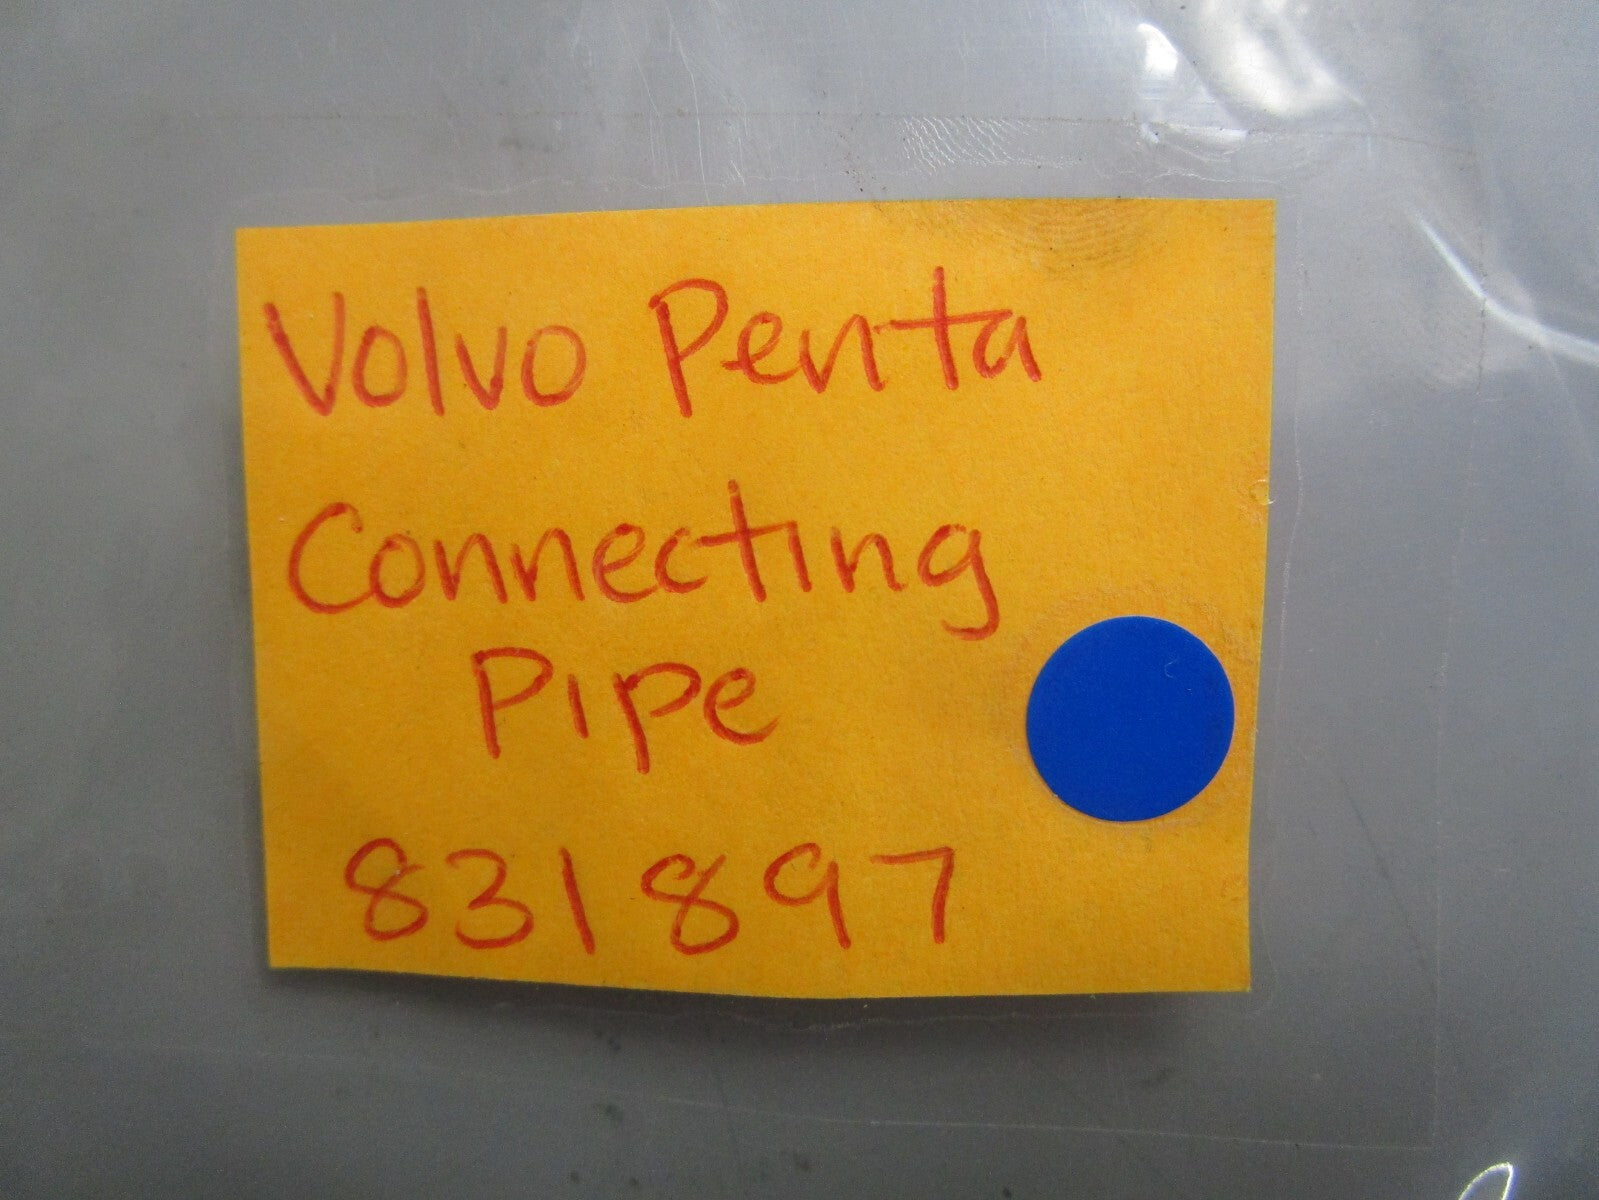 Volvo Penta
Connecting
Pipe
831897